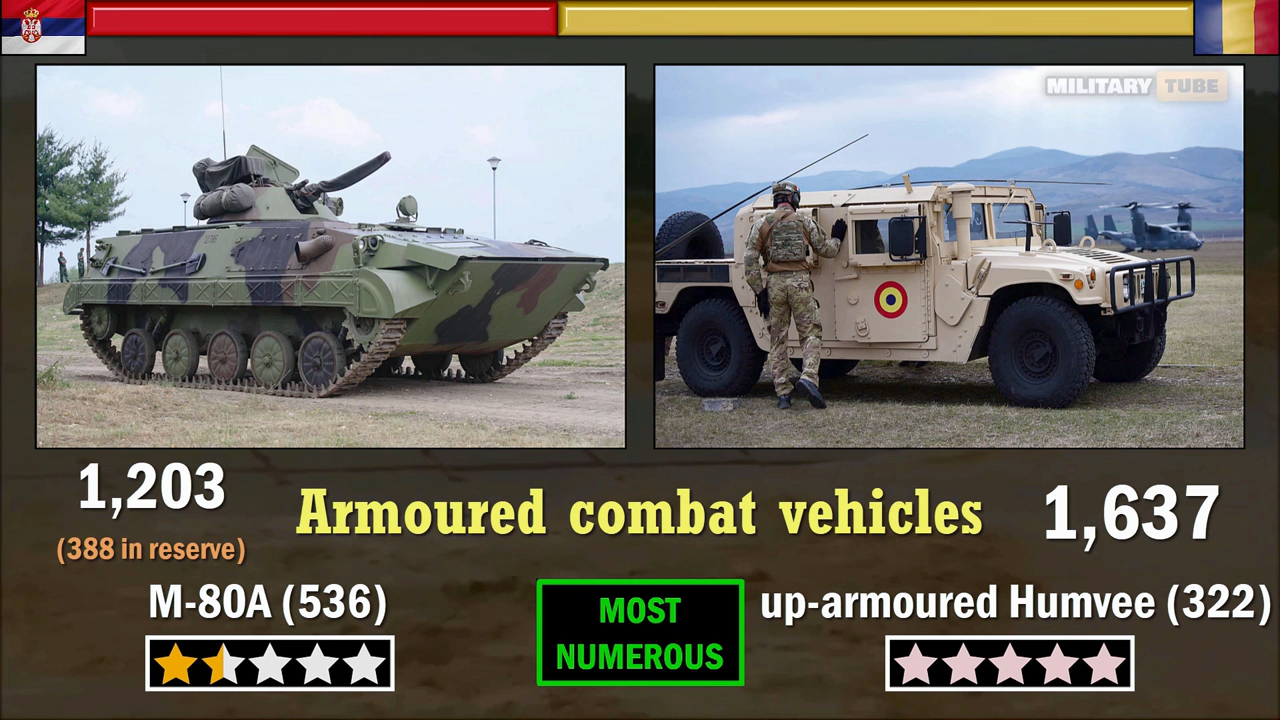 MILITARY TUBE
1,203
(388 in reserve)
Armoured combat vehicles
1,637
M-80A (536)
MOST
NUMEROUS
up-armoured Humvee (322)